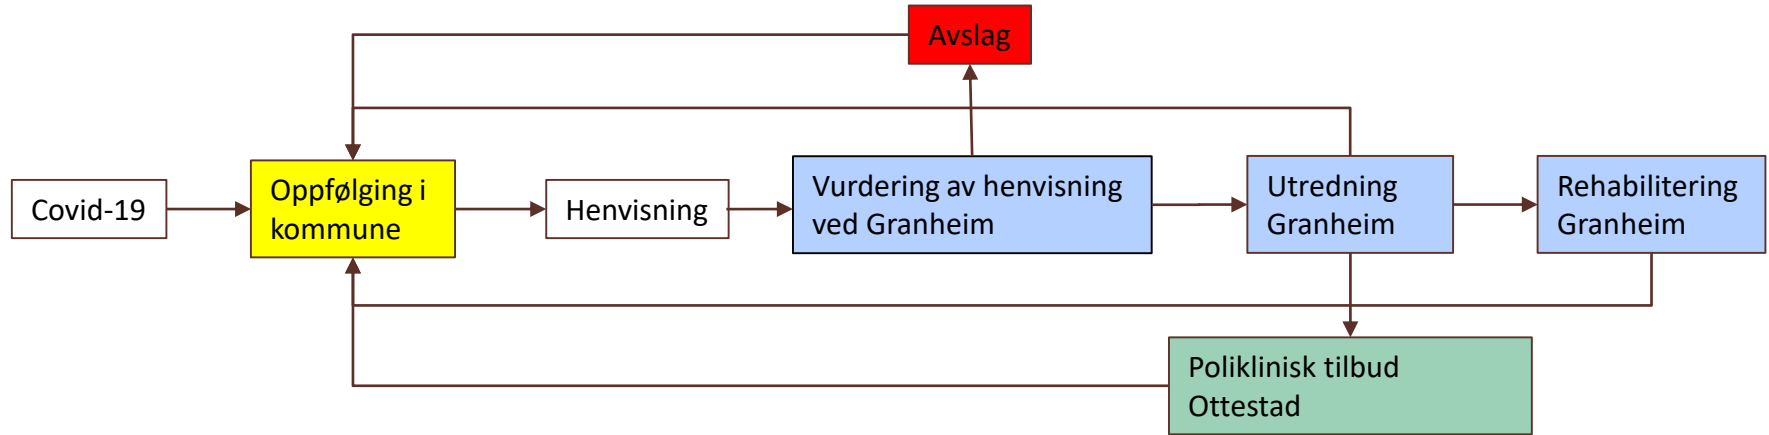 Avslag
Covid-19
Oppfølging i
kommune
Henvisning
Vurdering av henvisning
ved Granheim
Utredning
Granheim
Rehabilitering
Granheim
Poliklinisk tilbud
Ottestad